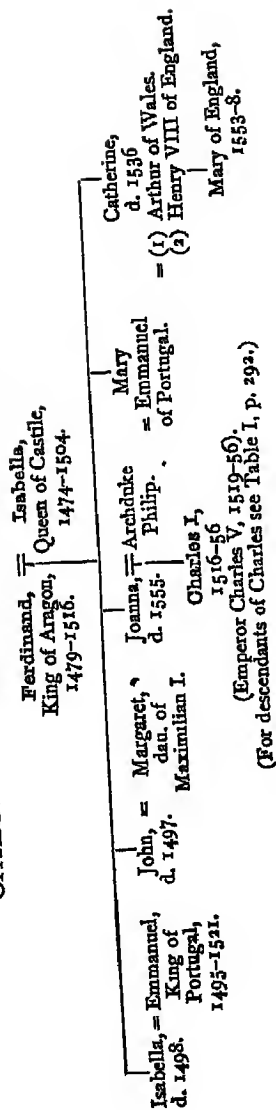 Ferdinand, = Isabella,
King of Aragon, Queen of Castile,
1479-1516. 1474-1504.
Isabella, = Emmanuel,
d. 1498. King of
Portugal,
1495-1521.
John, = Margaret,
d. 1497. dau. of
Maximilian I.
Joanna, = Archduke
d. 1555. Philip.
Charles I,
1516-56
(Emperor Charles V, 1519-56).
(For descendants of Charles see Table I, p. 292.)
Mary
= Emmanuel
of Portugal.
Catherine,
d. 1536
= (1) Arthur of Wales.
(2) Henry VIII of England.
Mary of England,
1553-8.